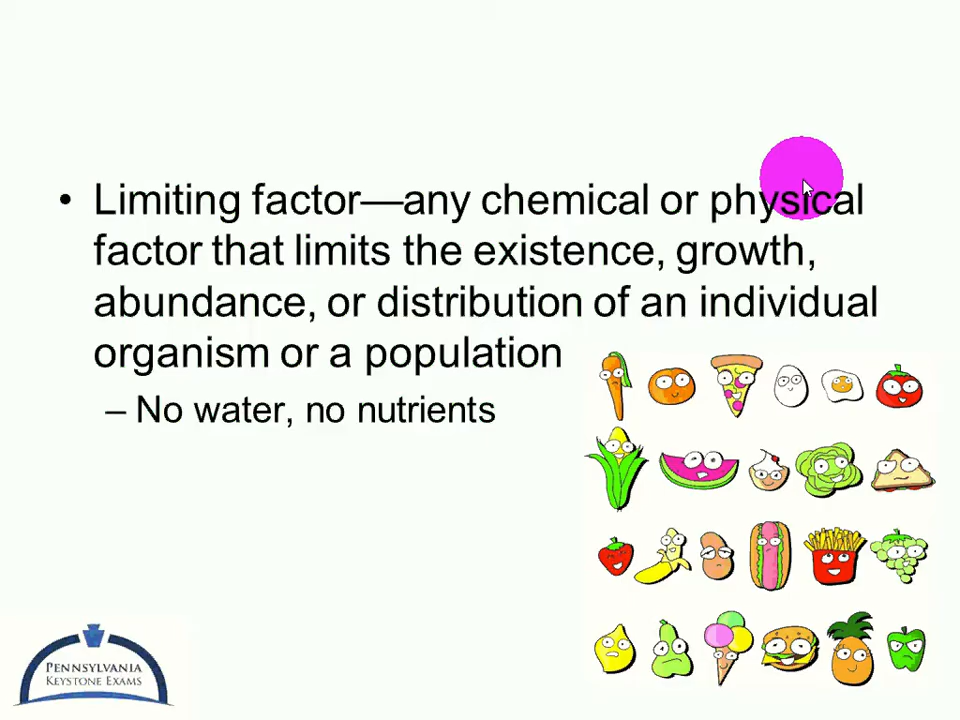 • Limiting factor—any chemical or physical
factor that limits the existence, growth,
abundance, or distribution of an individual
organism or a population
– No water, no nutrients
PENNSYLVANIA
KEYSTONE EXAMS